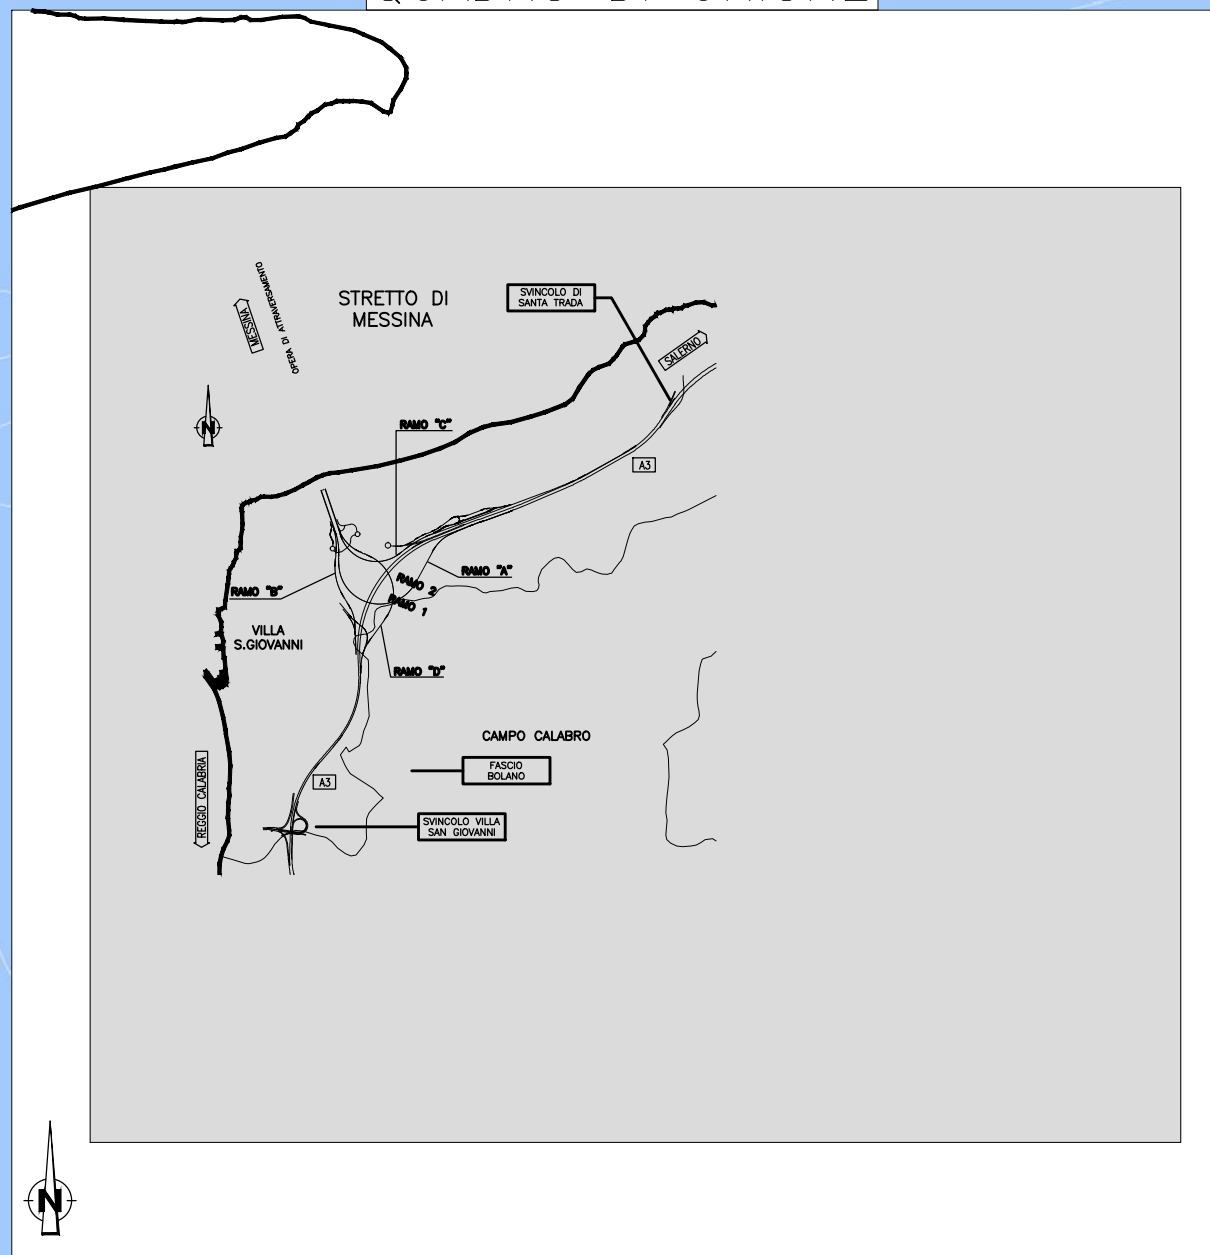 MESSINA
OPERA DI ATTRAVERSAMENTO
STRETTO DI
MESSINA
SVINCOLO DI
SANTA TRADA
SALERNO
N
RAMO "C"
A3
RAMO "A"
RAMO 2
RAMO "B"
RAMO 1
VILLA
S.GIOVANNI
RAMO "D"
CAMPO CALABRO
FASCIO
BOLANO
REGGIO CALABRIA
A3
SVINCOLO VILLA
SAN GIOVANNI
N